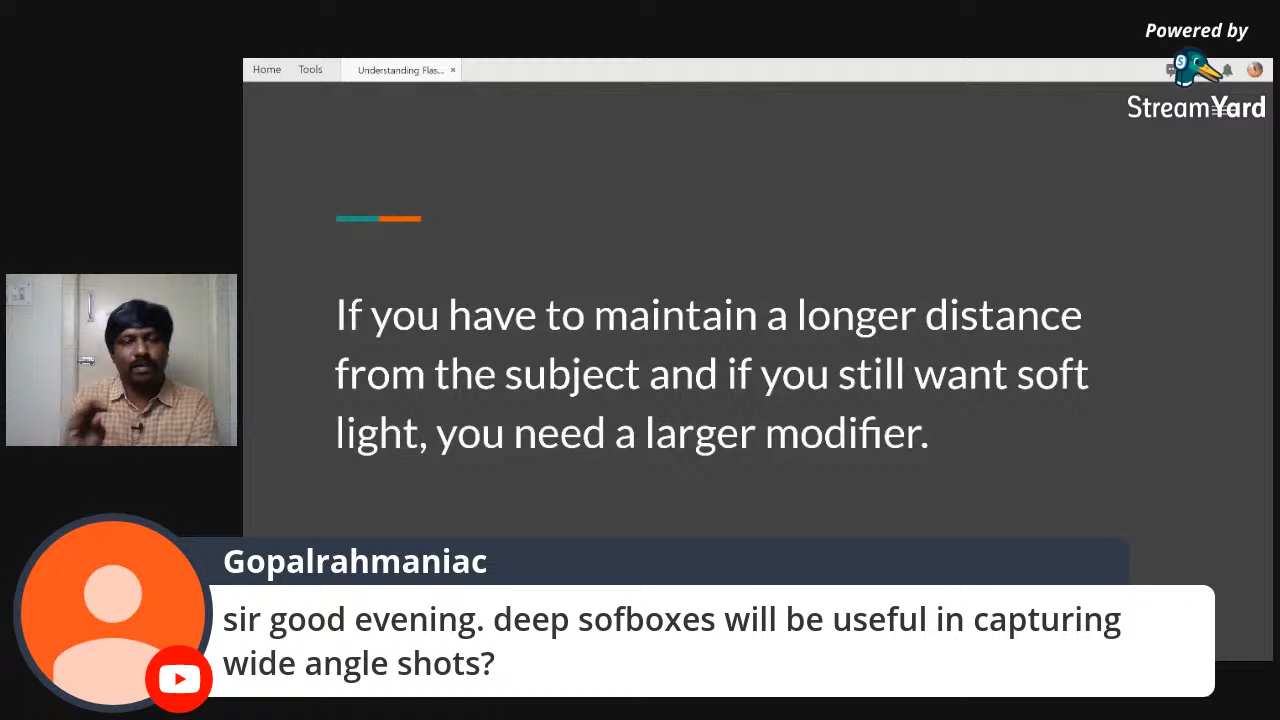 Powered by
StreamYard
Home Tools Understanding Flas... ×
If you have to maintain a longer distance
from the subject and if you still want soft
light, you need a larger modifier.
Gopalrahmaniac
sir good evening. deep sofboxes will be useful in capturing
wide angle shots?